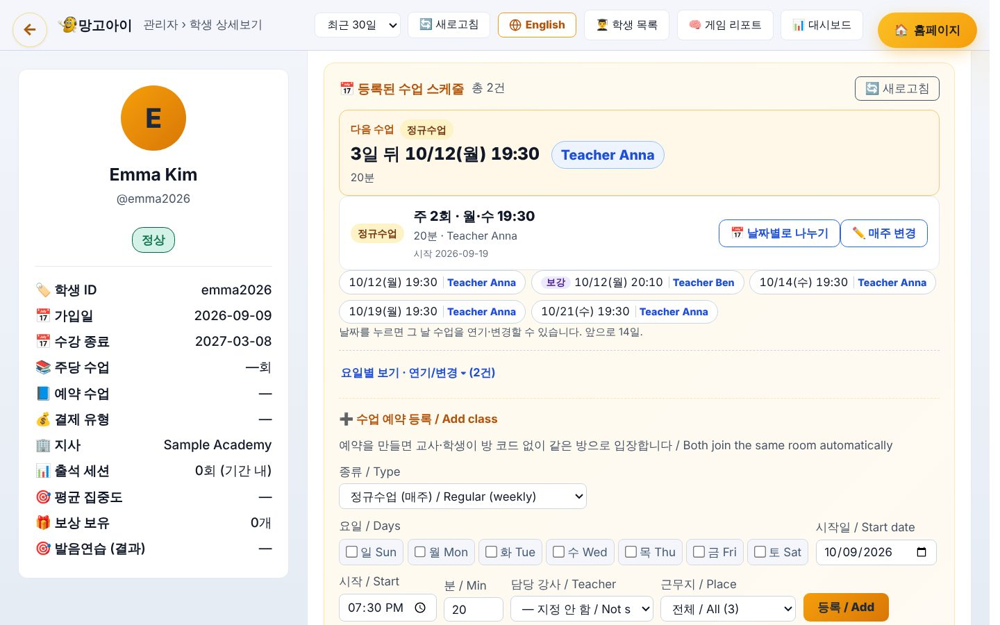 망고아이 관리자 › 학생 상세보기 최근 30일 새로고침 English 학생 목록 게임 리포트 대시보드 홈페이지
E
Emma Kim
@emma2026
정상
학생 ID emma2026
가입일 2026-09-09
수강 종료 2027-03-08
주당 수업 —회
예약 수업 —
결제 유형 —
지사 Sample Academy
출석 세션 0회 (기간 내)
평균 집중도 —
보상 보유 0개
발음연습 (결과) —
등록된 수업 스케줄 총 2건 새로고침
다음 수업 정규수업
3일 뒤 10/12(월) 19:30 Teacher Anna
20분
정규수업
주 2회 · 월·수 19:30
20분 · Teacher Anna
시작 2026-09-19
날짜별로 나누기 매주 변경
10/12(월) 19:30 Teacher Anna 보강 10/12(월) 20:10 Teacher Ben 10/14(수) 19:30 Teacher Anna
10/19(월) 19:30 Teacher Anna 10/21(수) 19:30 Teacher Anna
날짜를 누르면 그 날 수업을 연기·변경할 수 있습니다. 앞으로 14일.
요일별 보기 · 연기/변경 (2건)
수업 예약 등록 / Add class
예약을 만들면 교사·학생이 방 코드 없이 같은 방으로 입장합니다 / Both join the same room automatically
종류 / Type
정규수업 (매주) / Regular (weekly)
요일 / Days 시작일 / Start date
일 Sun 월 Mon 화 Tue 수 Wed 목 Thu 금 Fri 토 Sat 10/09/2026
시작 / Start 분 / Min 담당 강사 / Teacher 근무지 / Place
07:30 PM 20 — 지정 안 함 / Not s 전체 / All (3) 등록 / Add